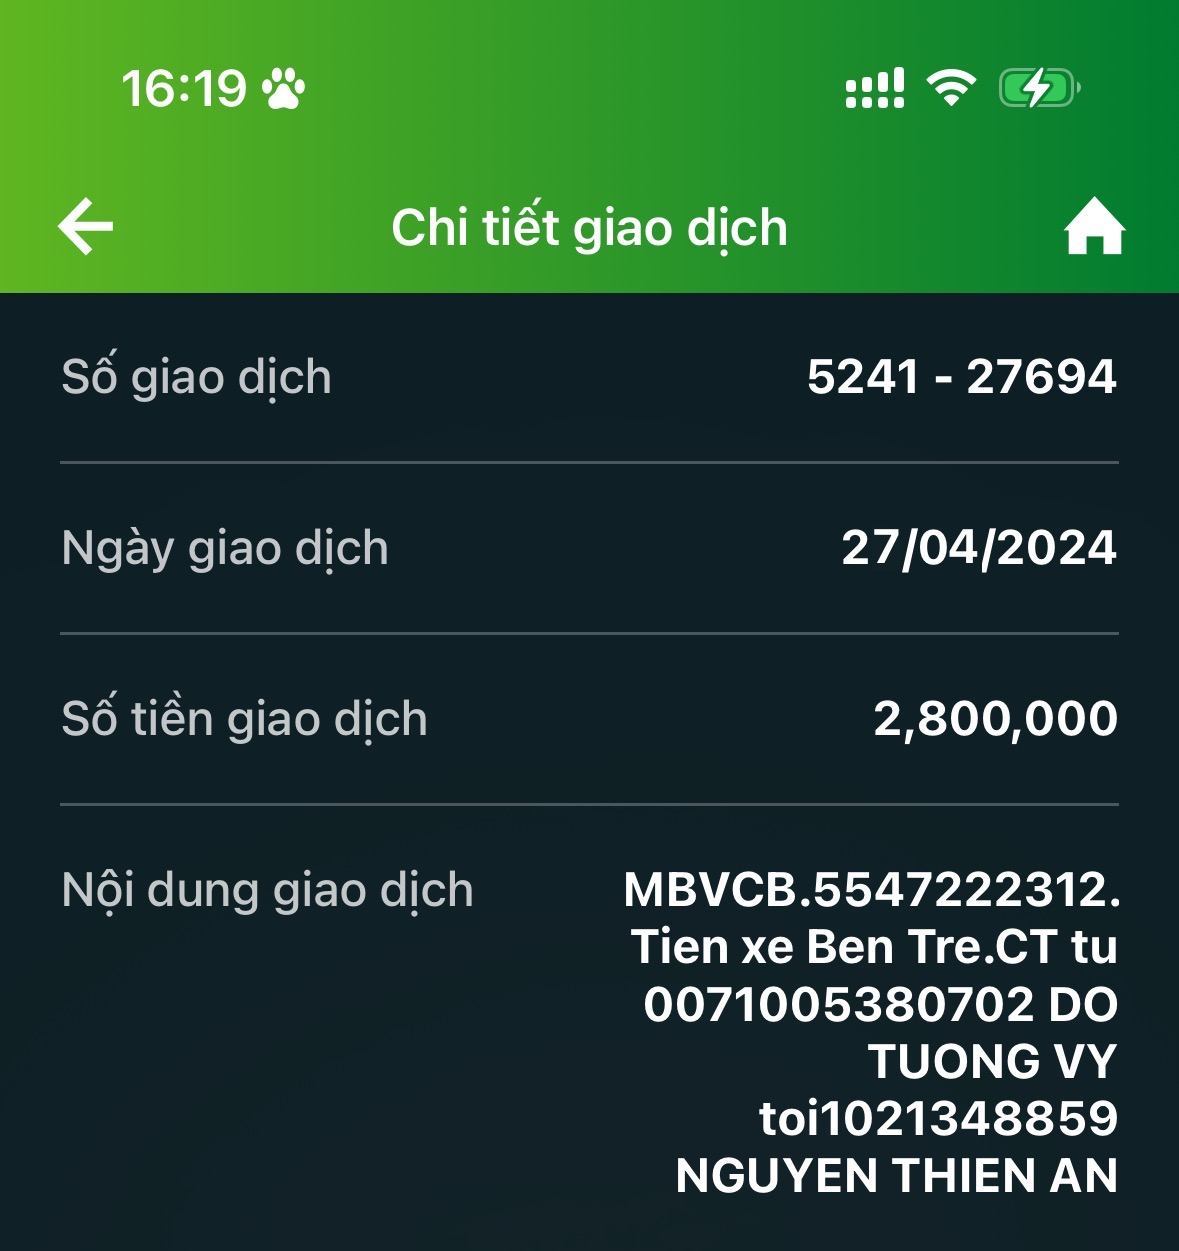 16:19
Chi tiết giao dịch
Số giao dịch 5241 - 27694
Ngày giao dịch 27/04/2024
Số tiền giao dịch 2,800,000
Nội dung giao dịch MBVCB.5547222312.
Tien xe Ben Tre.CT tu
0071005380702 DO
TUONG VY
toi1021348859
NGUYEN THIEN AN